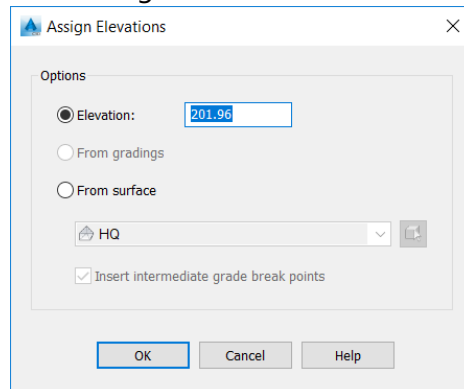 Assign Elevations
Options
Elevation: 201.96
From gradings
From surface
HQ
Insert intermediate grade break points
OK Cancel Help